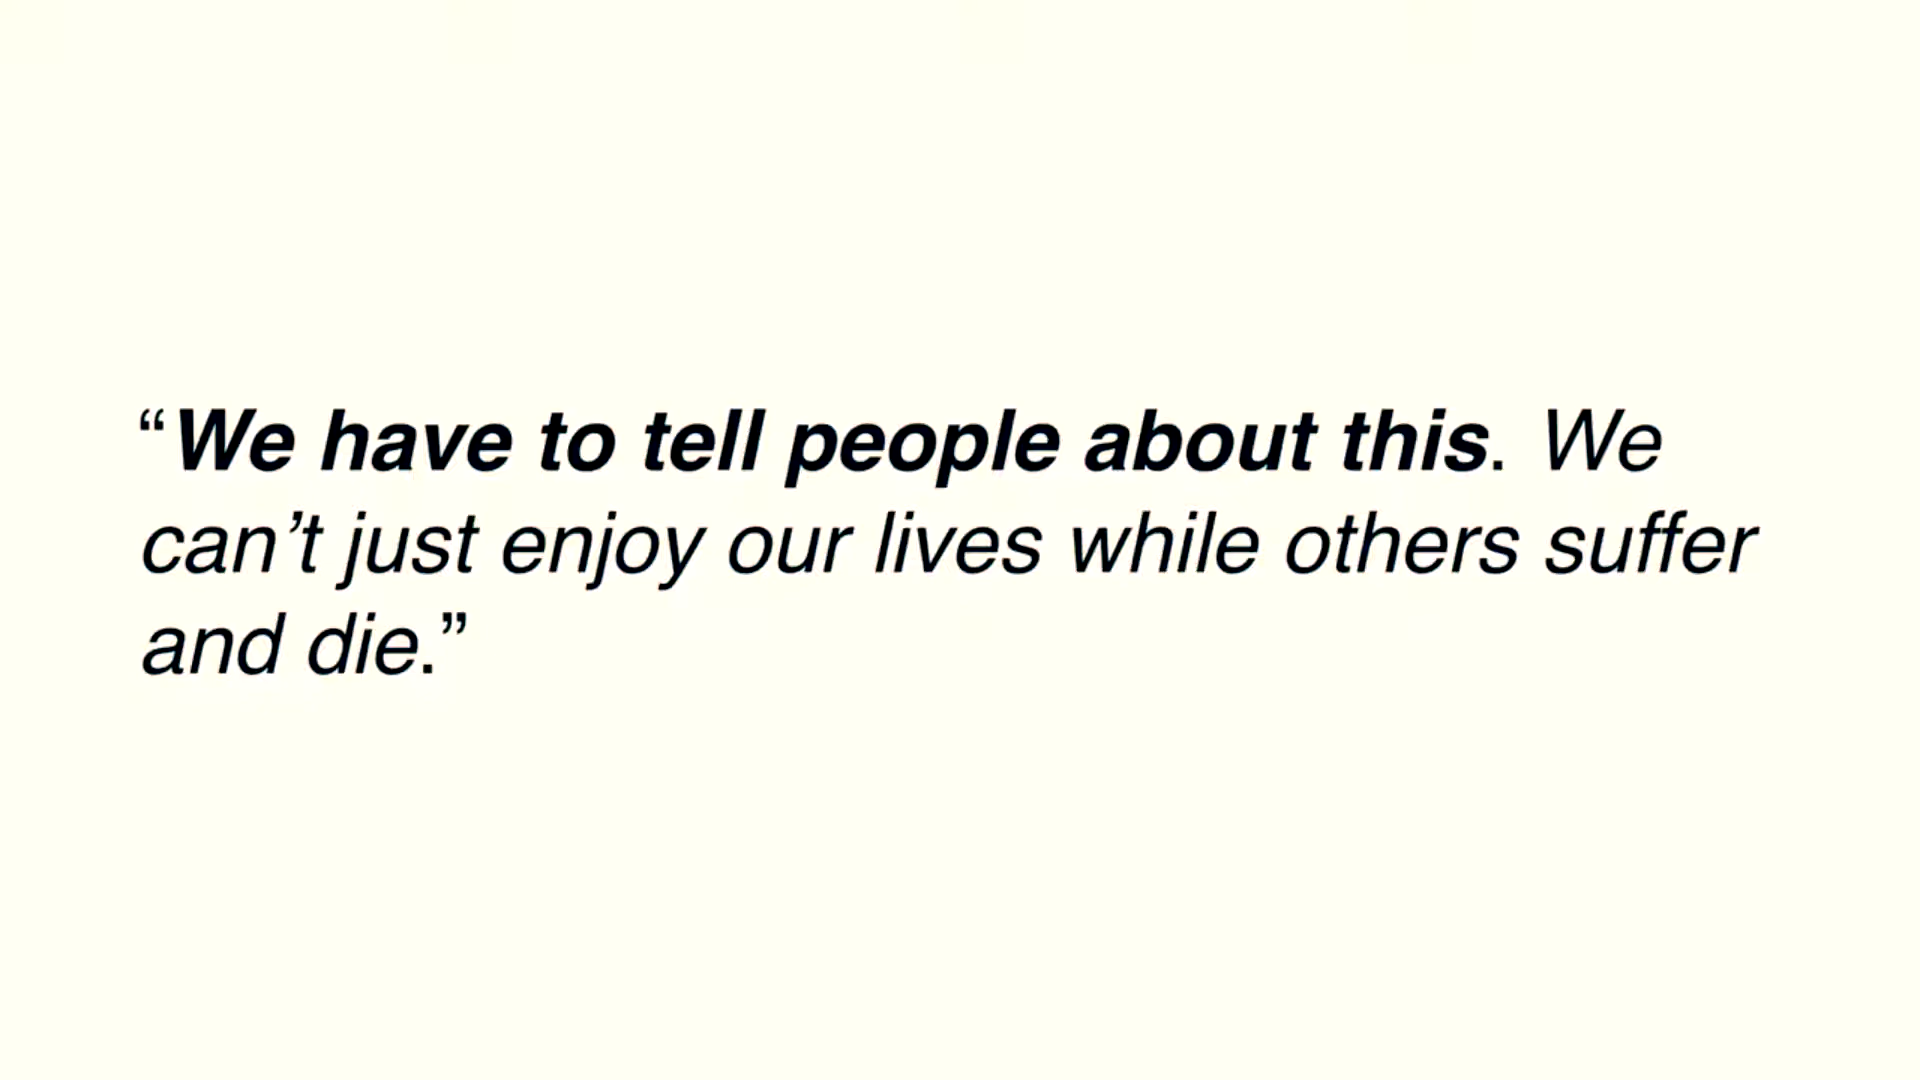 “We have to tell people about this. We
can’t just enjoy our lives while others suffer
and die.”